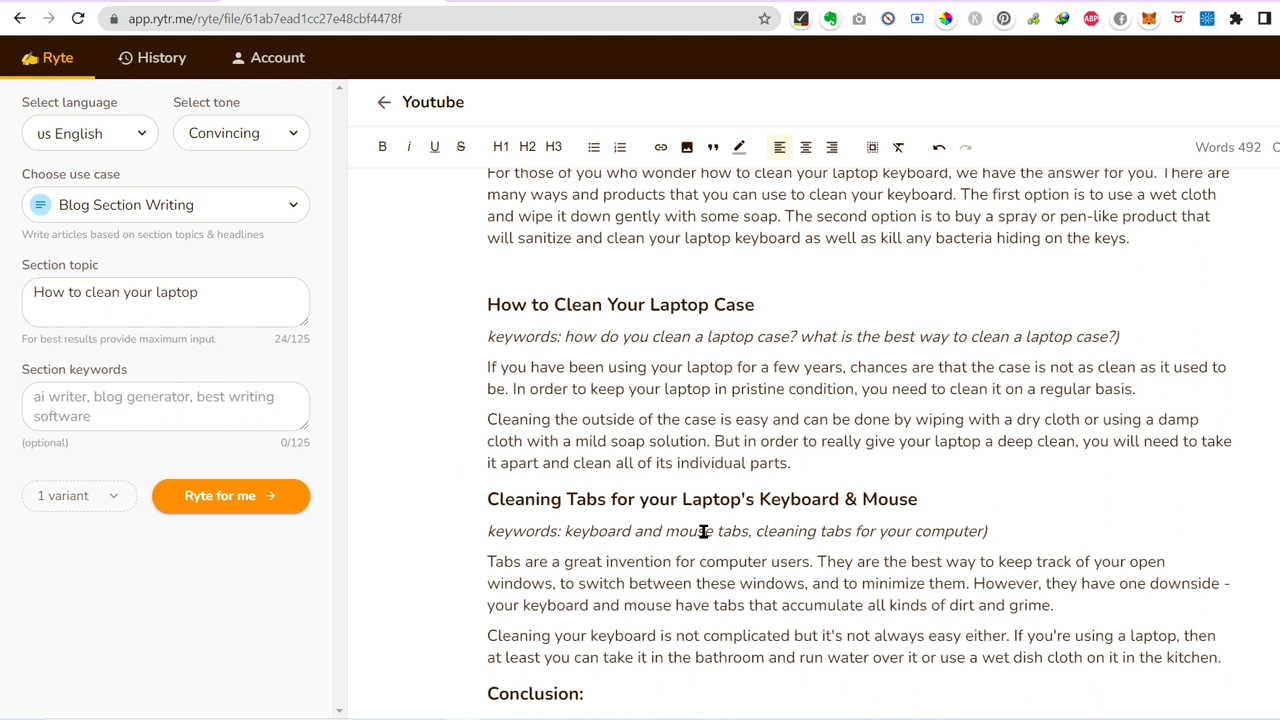 app.rytr.me/ryte/file/61ab7ead1cc27e48cbf4478f
Ryte
History
Account
Select language
Select tone
us English
Convincing
Choose use case
Blog Section Writing
Write articles based on section topics & headlines
Section topic
How to clean your laptop
For best results provide maximum input
24/125
Section keywords
ai writer, blog generator, best writing
software
(optional)
0/125
1 variant
Ryte for me
Youtube
B i U S H1 H2 H3
Words 492
For those of you who wonder how to clean your laptop keyboard, we have the answer for you. There are
many ways and products that you can use to clean your keyboard. The first option is to use a wet cloth
and wipe it down gently with some soap. The second option is to buy a spray or pen-like product that
will sanitize and clean your laptop keyboard as well as kill any bacteria hiding on the keys.
How to Clean Your Laptop Case
keywords: how do you clean a laptop case? what is the best way to clean a laptop case?)
If you have been using your laptop for a few years, chances are that the case is not as clean as it used to
be. In order to keep your laptop in pristine condition, you need to clean it on a regular basis.
Cleaning the outside of the case is easy and can be done by wiping with a dry cloth or using a damp
cloth with a mild soap solution. But in order to really give your laptop a deep clean, you will need to take
it apart and clean all of its individual parts.
Cleaning Tabs for your Laptop's Keyboard & Mouse
keywords: keyboard and mouse tabs, cleaning tabs for your computer)
Tabs are a great invention for computer users. They are the best way to keep track of your open
windows, to switch between these windows, and to minimize them. However, they have one downside -
your keyboard and mouse have tabs that accumulate all kinds of dirt and grime.
Cleaning your keyboard is not complicated but it's not always easy either. If you're using a laptop, then
at least you can take it in the bathroom and run water over it or use a wet dish cloth on it in the kitchen.
Conclusion: